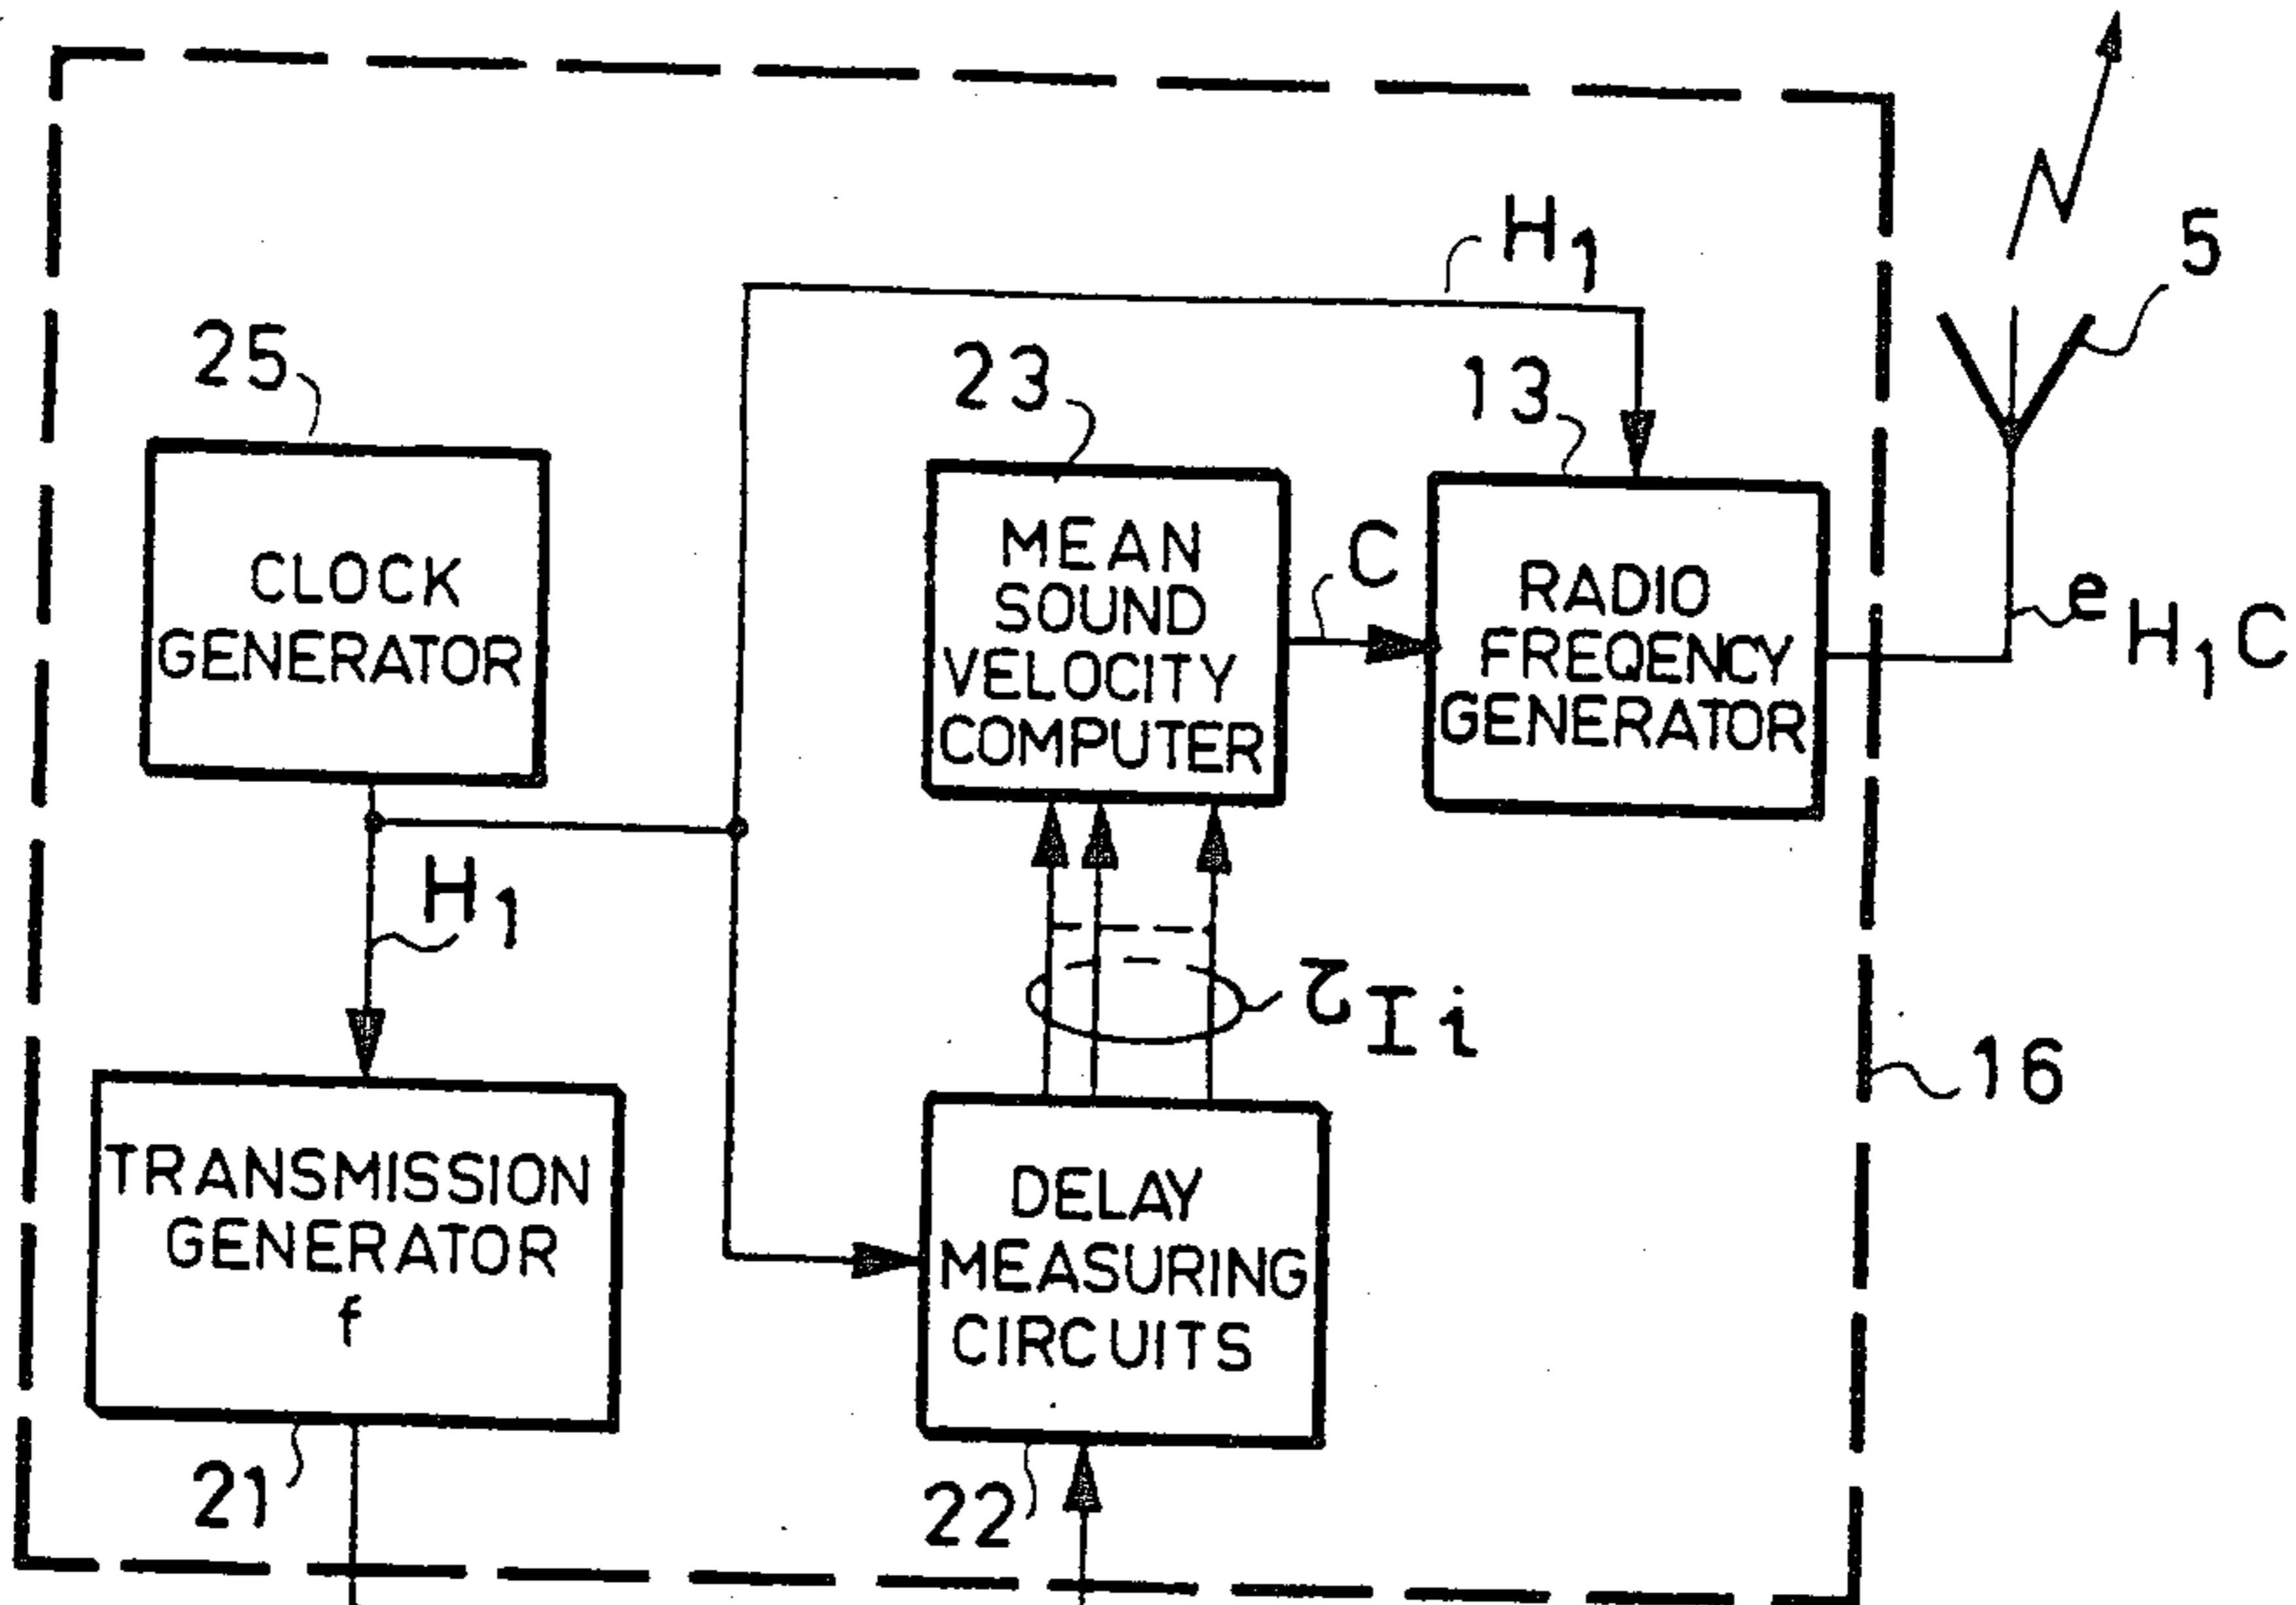 H1
5
25
23
13
CLOCK
GENERATOR
MEAN
SOUND
VELOCITY
COMPUTER
C
RADIO
FREQENCY
GENERATOR
e H1C
H1
τIi
16
TRANSMISSION
GENERATOR
f
DELAY
MEASURING
CIRCUITS
21
22